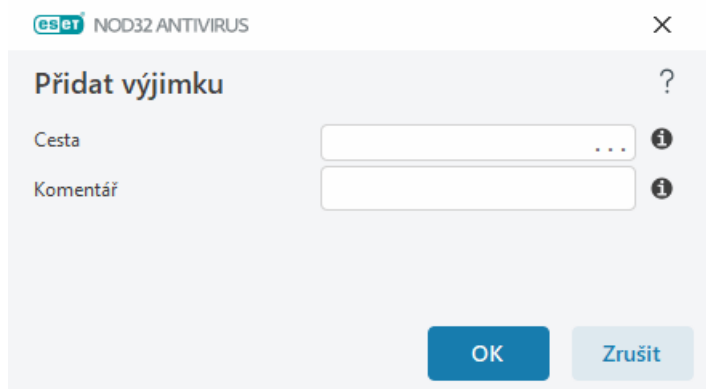 eset NOD32 ANTIVIRUS
Přidat výjimku ?
Cesta ...
Komentář
OK Zrušit